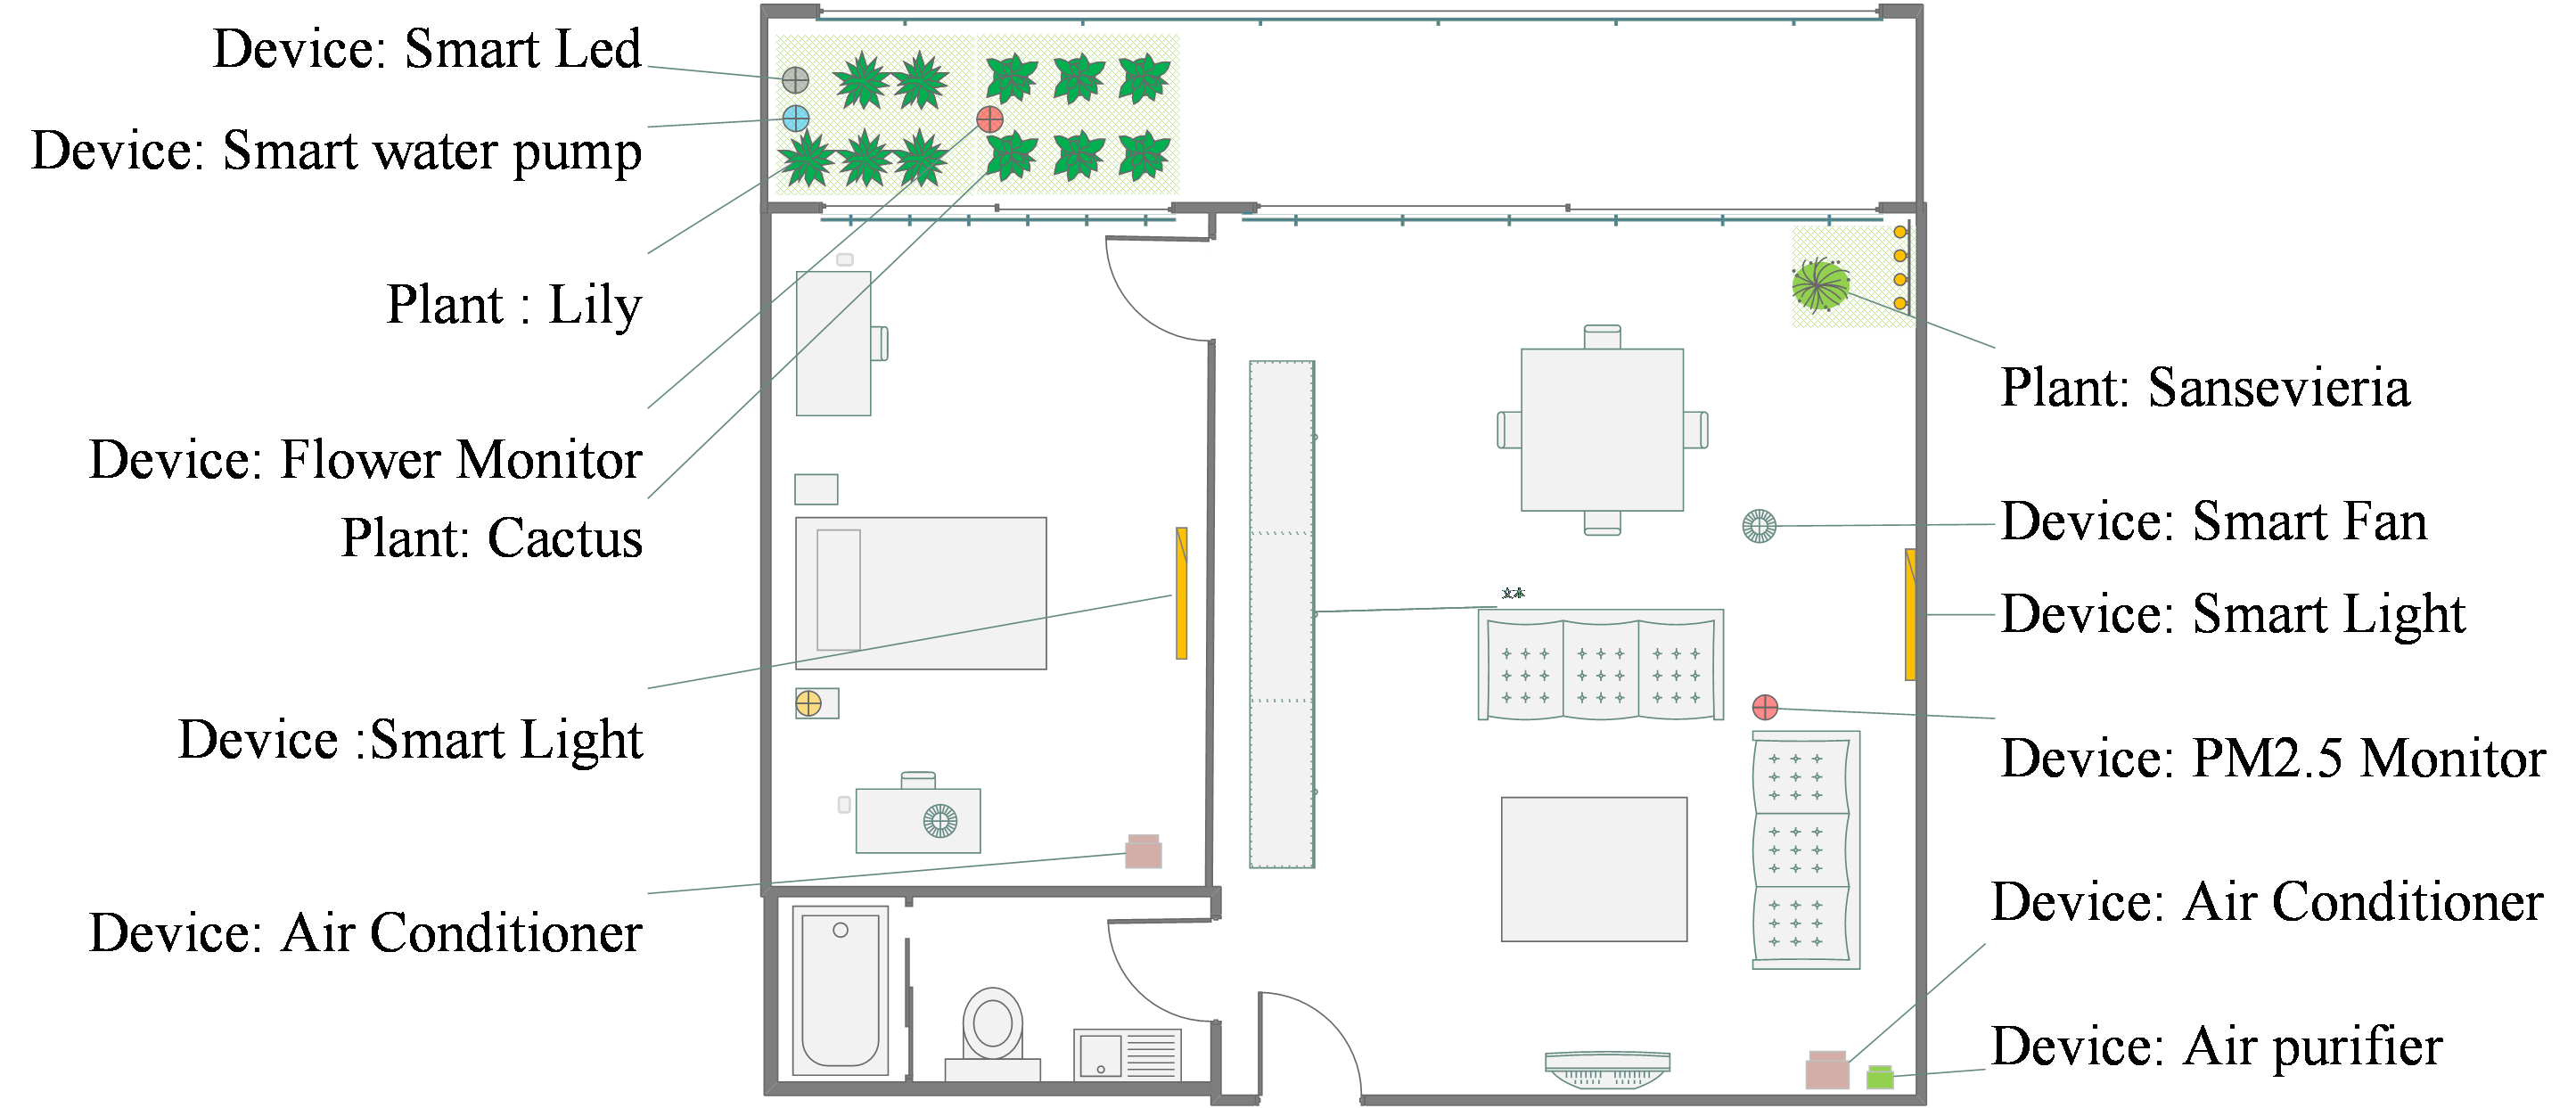 Device: Smart Led
Device: Smart water pump
Plant : Lily
Device: Flower Monitor
Plant: Cactus
Device :Smart Light
Device: Air Conditioner
Plant: Sansevieria
Device: Smart Fan
Device: Smart Light
Device: PM2.5 Monitor
Device: Air Conditioner
Device: Air purifier